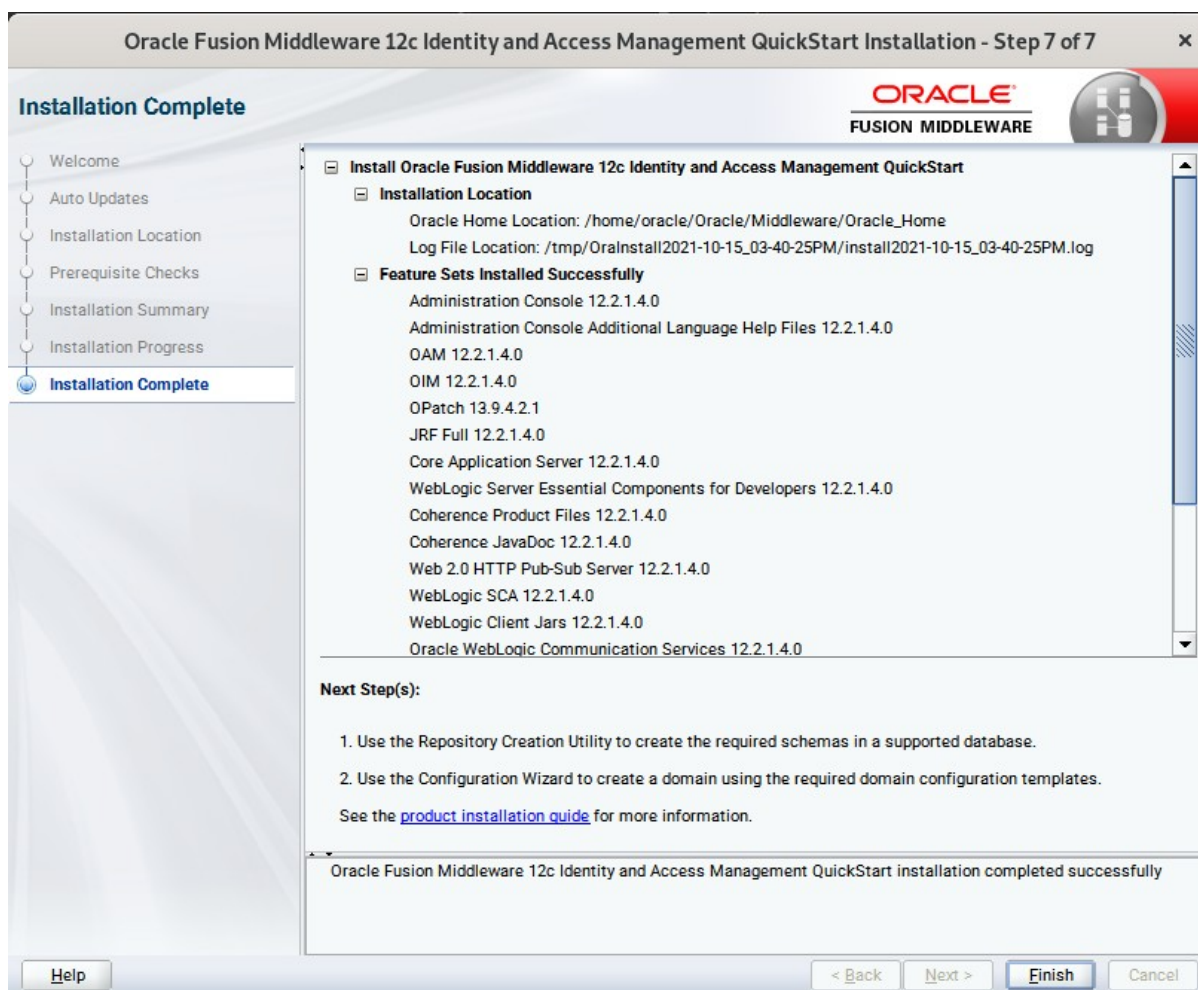 Oracle Fusion Middleware 12c Identity and Access Management QuickStart Installation - Step 7 of 7
Installation Complete
ORACLE
FUSION MIDDLEWARE
Welcome
Auto Updates
Installation Location
Prerequisite Checks
Installation Summary
Installation Progress
Installation Complete
Install Oracle Fusion Middleware 12c Identity and Access Management QuickStart
Installation Location
Oracle Home Location: /home/oracle/Oracle/Middleware/Oracle_Home
Log File Location: /tmp/OraInstall2021-10-15_03-40-25PM/install2021-10-15_03-40-25PM.log
Feature Sets Installed Successfully
Administration Console 12.2.1.4.0
Administration Console Additional Language Help Files 12.2.1.4.0
OAM 12.2.1.4.0
OIM 12.2.1.4.0
OPatch 13.9.4.2.1
JRF Full 12.2.1.4.0
Core Application Server 12.2.1.4.0
WebLogic Server Essential Components for Developers 12.2.1.4.0
Coherence Product Files 12.2.1.4.0
Coherence JavaDoc 12.2.1.4.0
Web 2.0 HTTP Pub-Sub Server 12.2.1.4.0
WebLogic SCA 12.2.1.4.0
WebLogic Client Jars 12.2.1.4.0
Oracle WebLogic Communication Services 12.2.1.4.0
Next Step(s):
1. Use the Repository Creation Utility to create the required schemas in a supported database.
2. Use the Configuration Wizard to create a domain using the required domain configuration templates.
See the product installation guide for more information.
Oracle Fusion Middleware 12c Identity and Access Management QuickStart installation completed successfully
Help
< Back
Next >
Finish
Cancel